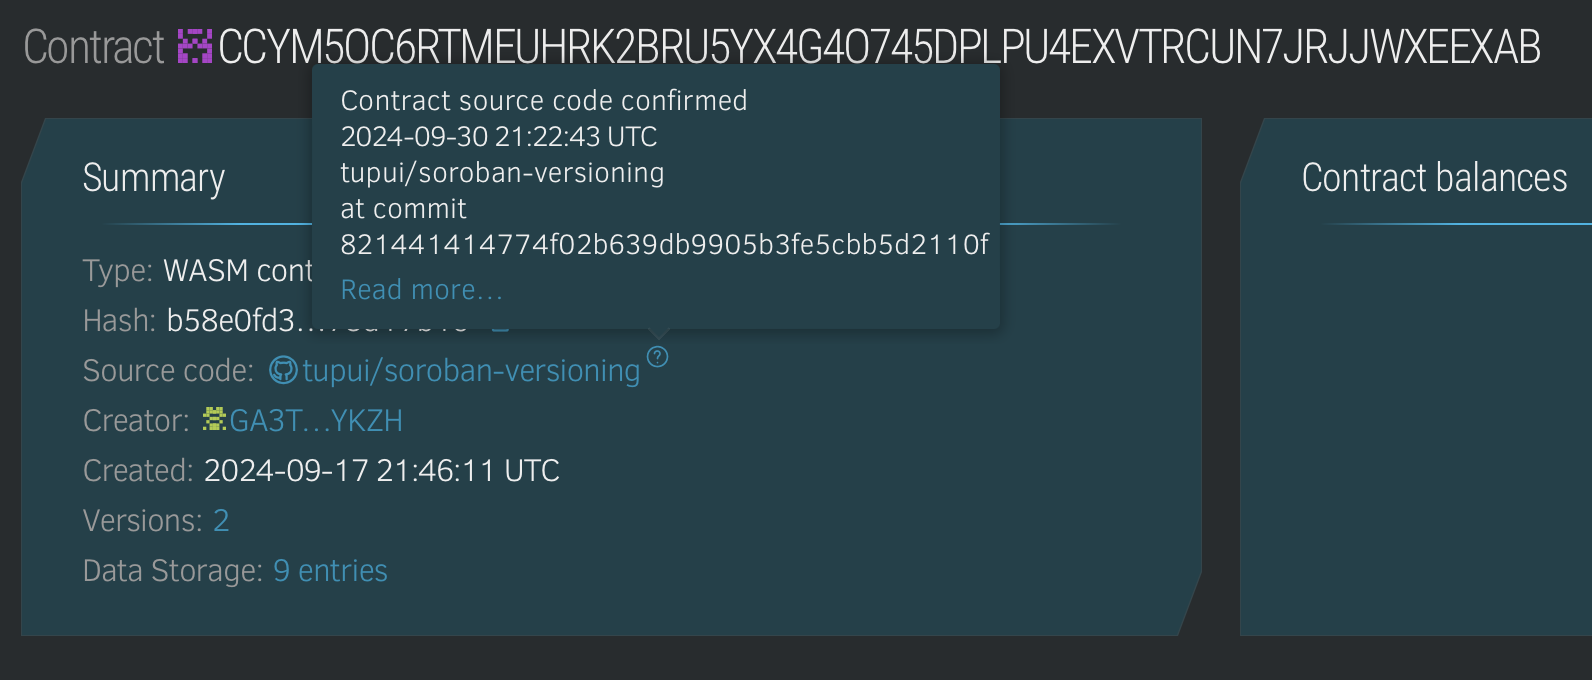 Contract CCYM5OC6RTMEUHRK2BRU5YX4G4O745DPLPU4EXVTRCUN7JRJJWXEEXAB
Contract source code confirmed
2024-09-30 21:22:43 UTC
tupui/soroban-versioning
at commit
821441414774f02b639db9905b3fe5cbb5d2110f
Read more...
Summary
Type: WASM cont
Hash: b58e0fd3...
Source code: tupui/soroban-versioning ?
Creator: GA3T...YKZH
Created: 2024-09-17 21:46:11 UTC
Versions: 2
Data Storage: 9 entries
Contract balances